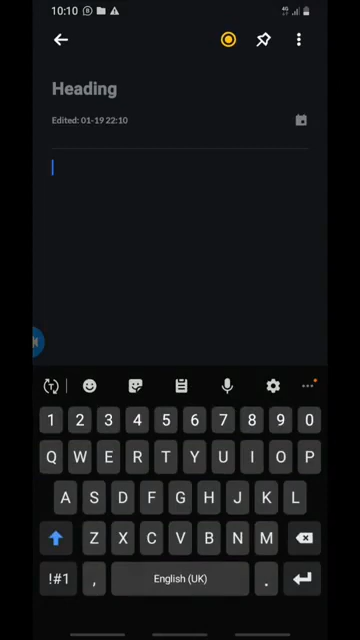 10:10
4G
Heading
Edited: 01-19 22:10
T
1 2 3 4 5 6 7 8 9 0
Q W E R T Y U I O P
A S D F G H J K L
Z X C V B N M
!#1 , English (UK) .